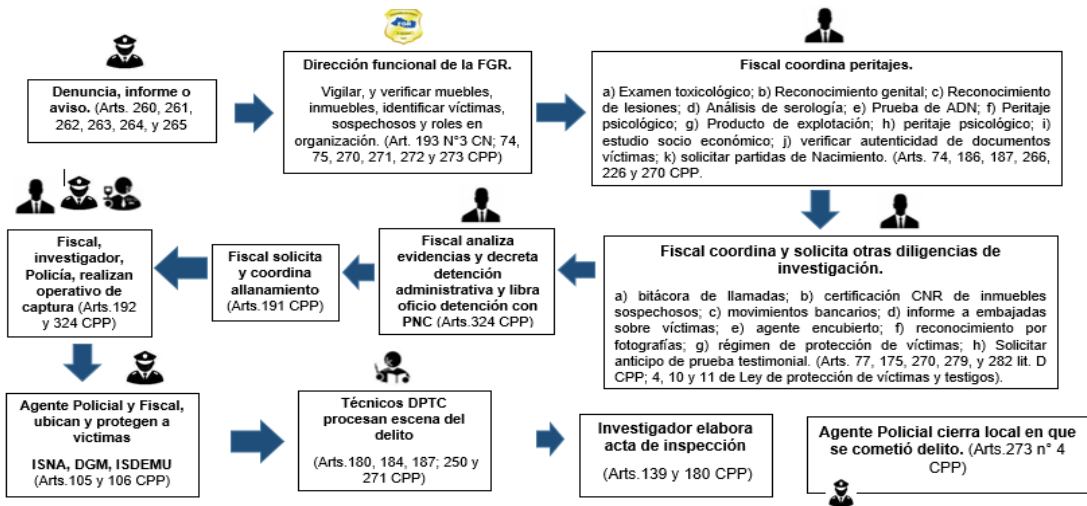 FGR
Denuncia, informe o
aviso. (Arts. 260, 261,
262, 263, 264, y 265
Dirección funcional de la FGR.
Vigilar, y verificar muebles,
inmuebles, identificar víctimas,
sospechosos y roles en
organización. (Art. 193 N°3 CN; 74,
75, 270, 271, 272 y 273 CPP)
Fiscal coordina peritajes.
a) Examen toxicológico; b) Reconocimiento genital; c) Reconocimiento
de lesiones; d) Análisis de serología; e) Prueba de ADN; f) Peritaje
psicológico; g) Producto de explotación; h) peritaje psicológico; i)
estudio socio económico; j) verificar autenticidad de documentos
víctimas; k) solicitar partidas de Nacimiento. (Arts. 74, 186, 187, 266,
226 y 270 CPP.
Fiscal coordina y solicita otras diligencias de
investigación.
a) bitácora de llamadas; b) certificación CNR de inmuebles
sospechosos; c) movimientos bancarios; d) informe a embajadas
sobre víctimas; e) agente encubierto; f) reconocimiento por
fotografías; g) régimen de protección de víctimas; h) Solicitar
anticipo de prueba testimonial. (Arts. 77, 175, 270, 279, y 282 lit. D
CPP; 4, 10 y 11 de Ley de protección de víctimas y testigos).
Fiscal analiza
evidencias y decreta
detención
administrativa y libra
oficio detención con
PNC (Arts.324 CPP)
Fiscal solicita
y coordina
allanamiento
(Arts.191 CPP)
Fiscal,
investigador,
Policía, realizan
operativo de
captura (Arts.192
y 324 CPP)
Agente Policial y Fiscal,
ubican y protegen a
victimas
ISNA, DGM, ISDEMU
(Arts.105 y 106 CPP)
Técnicos DPTC
procesan escena del
delito
(Arts.180, 184, 187; 250 y
271 CPP)
Investigador elabora
acta de inspección
(Arts.139 y 180 CPP)
Agente Policial cierra local en que
se cometió delito. (Arts.273 n° 4
CPP)